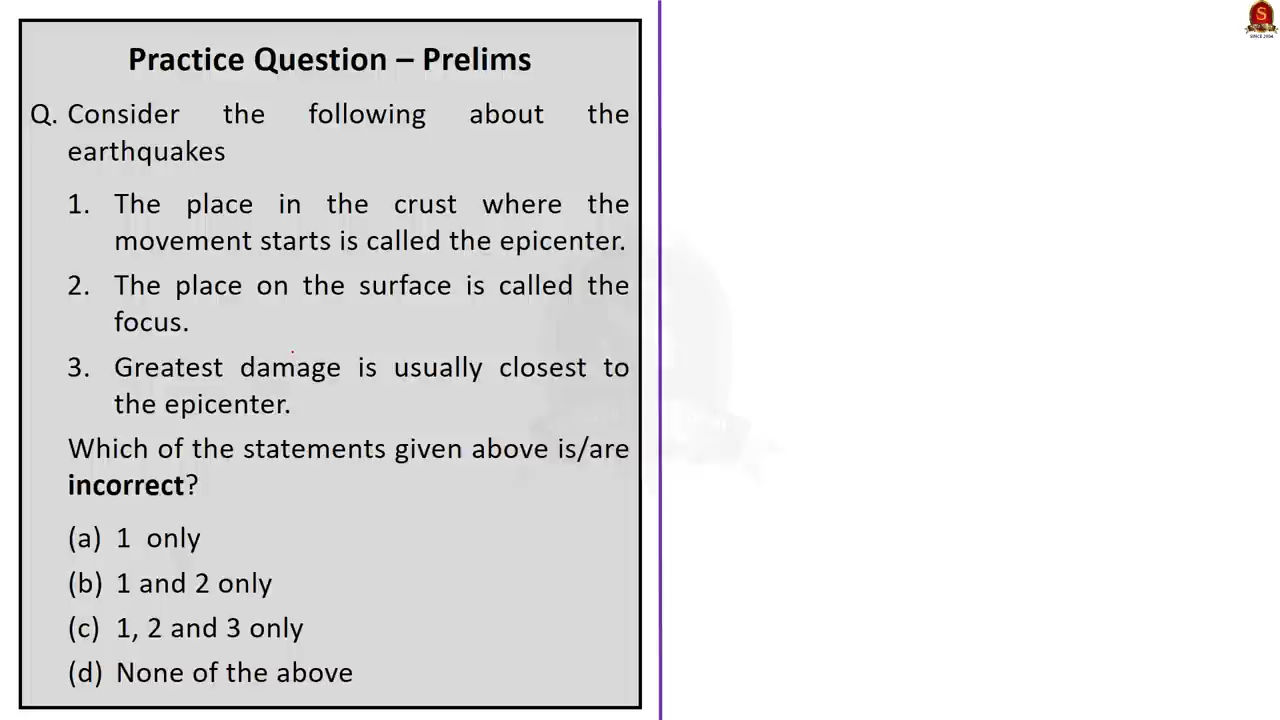 Practice Question – Prelims
Q. Consider the following about the
earthquakes
1. The place in the crust where the
movement starts is called the epicenter.
2. The place on the surface is called the
focus.
3. Greatest damage is usually closest to
the epicenter.
Which of the statements given above is/are
incorrect?
(a) 1 only
(b) 1 and 2 only
(c) 1, 2 and 3 only
(d) None of the above
S
SINCE 2004